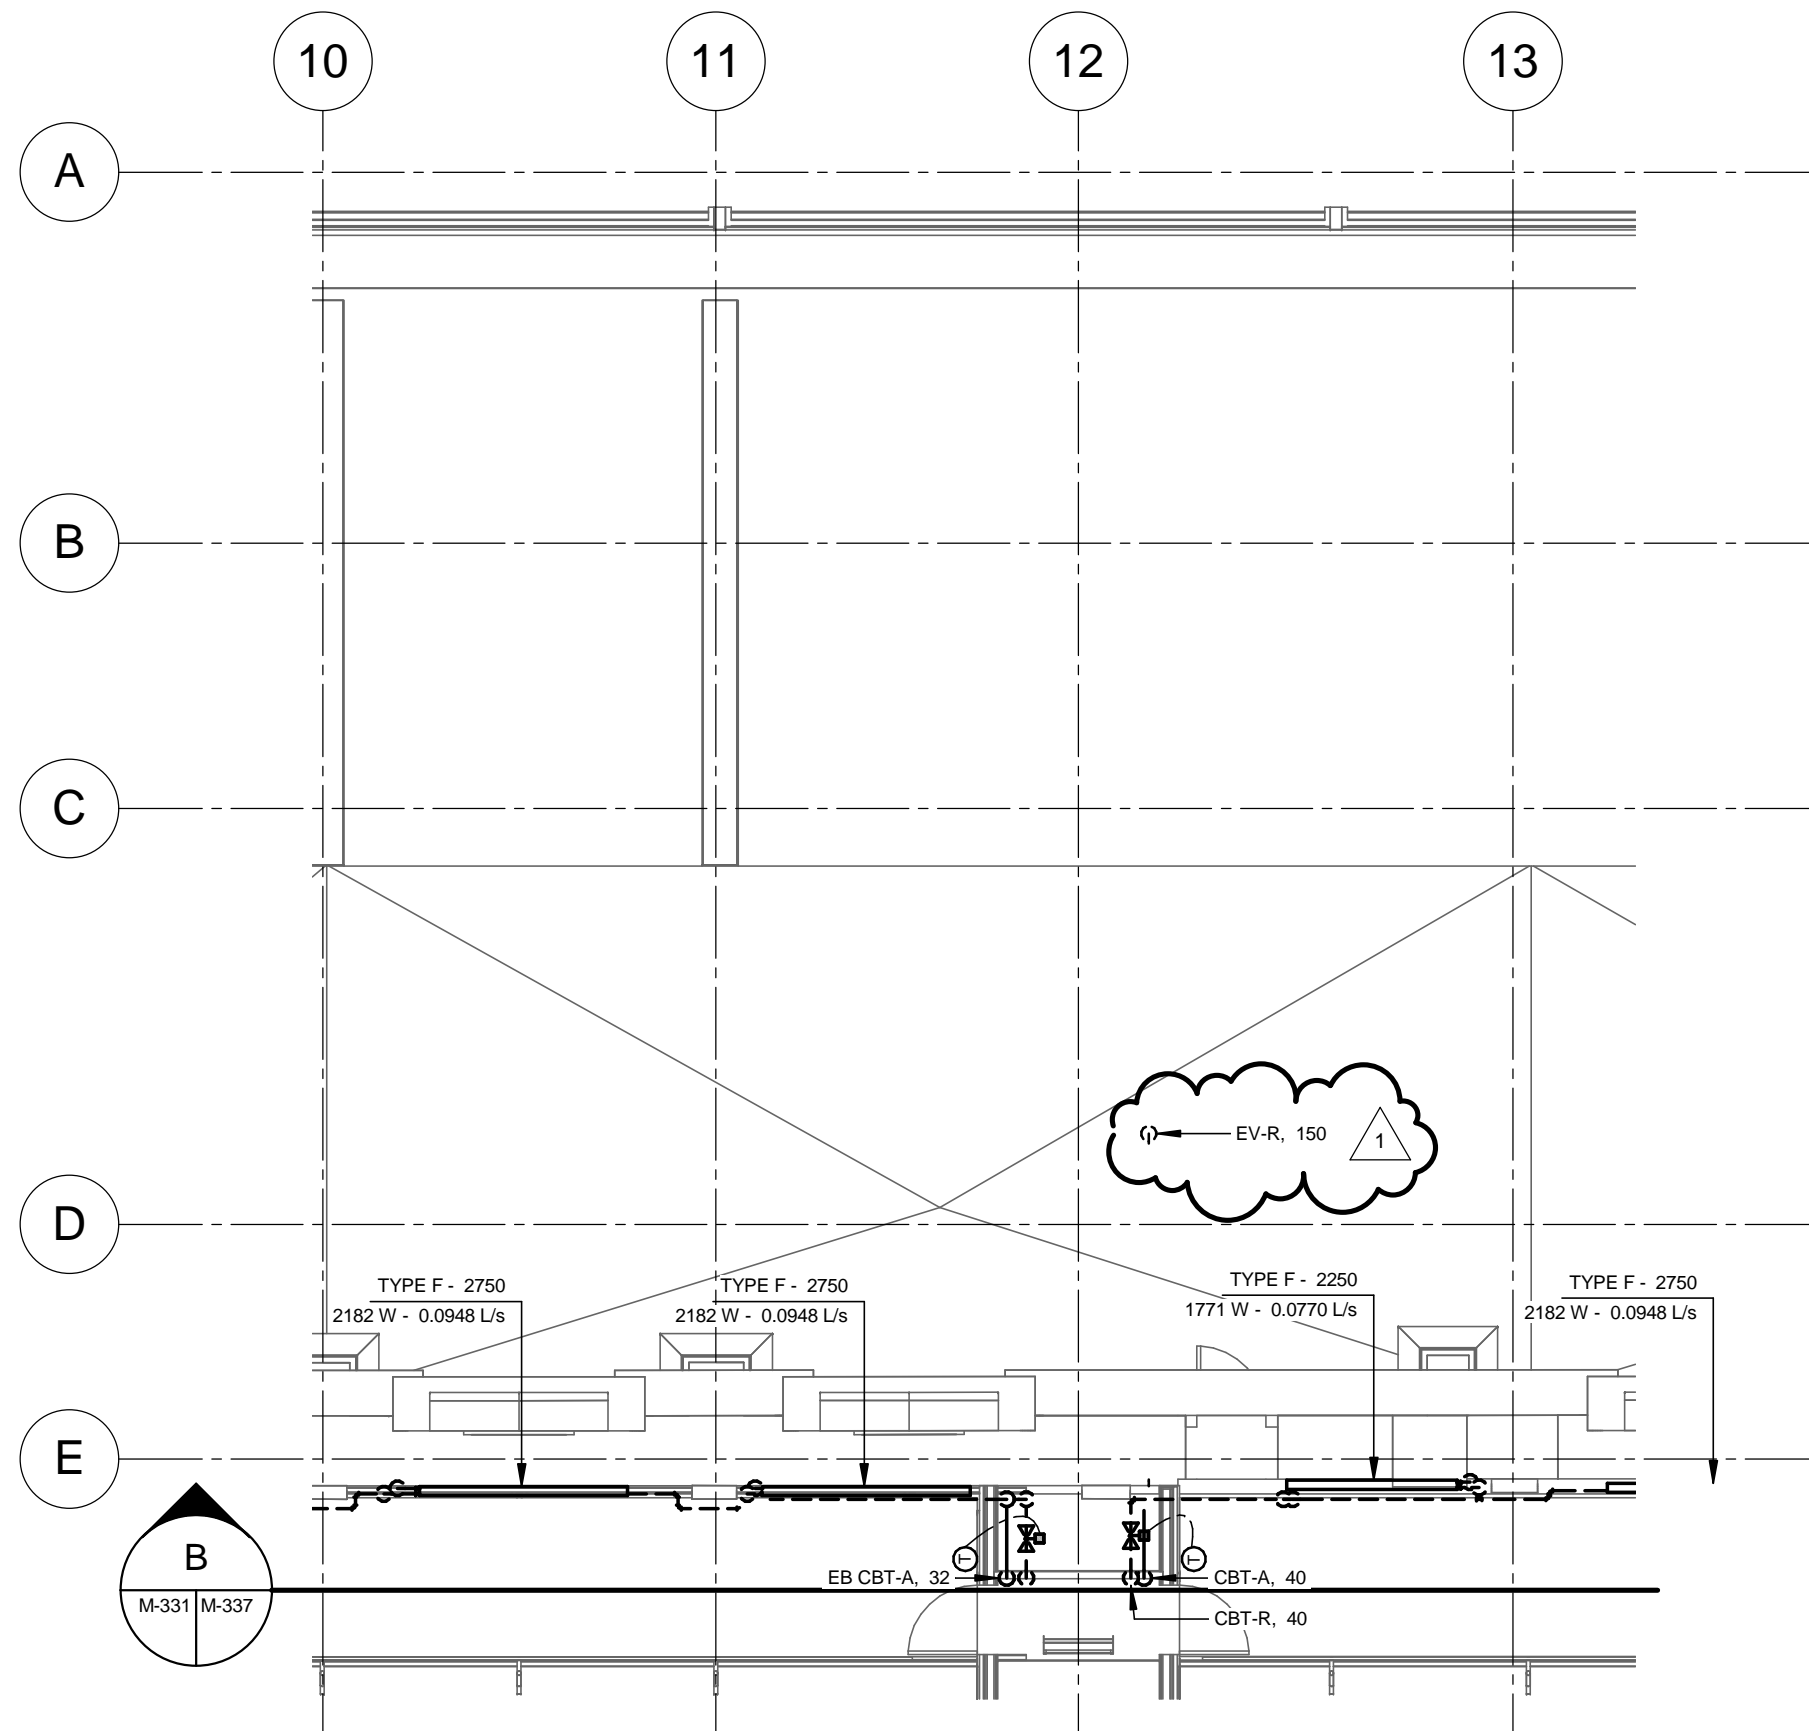 10
11
12
13
A
B
C
D
E
EV-R, 150
1
TYPE F - 2750
2182 W - 0.0948 L/s
TYPE F - 2750
2182 W - 0.0948 L/s
TYPE F - 2250
1771 W - 0.0770 L/s
TYPE F - 2750
2182 W - 0.0948 L/s
T
T
EB CBT-A, 32
CBT-A, 40
CBT-R, 40
B
M-331
M-337